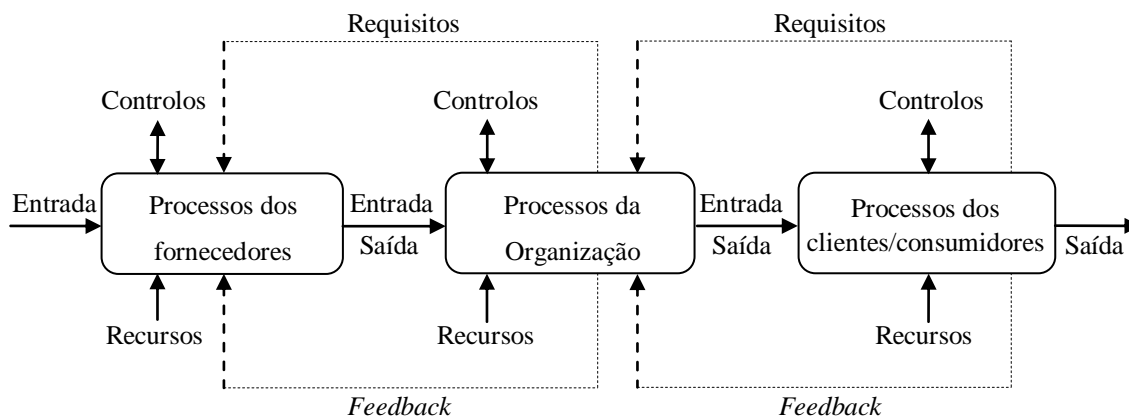 Requisitos
Requisitos
Controlos
Controlos
Controlos
Entrada
Processos dos
fornecedores
Entrada
Saída
Processos da
Organização
Entrada
Saída
Processos dos
clientes/consumidores
Saída
Recursos
Recursos
Recursos
Feedback
Feedback